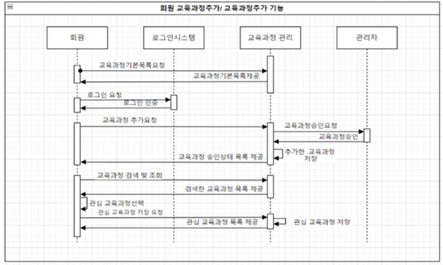 회원 교육과정추가/ 교육과정추가 기능
회원
로그인시스템
교육과정 관리
관리자
교육과정기본목록요청
교육과정기본목록제공
로그인 요청
로그인 인증
교육과정 추가요청
교육과정승인요청
교육과정승인
추가한 교육과정
저장
교육과정 승인상태 목록 제공
교육과정 검색 및 조회
검색한 교육과정 목록 제공
관심 교육과정선택
관심 교육과정 저장 요청
관심 교육과정 목록 제공
관심 교육과정 저장